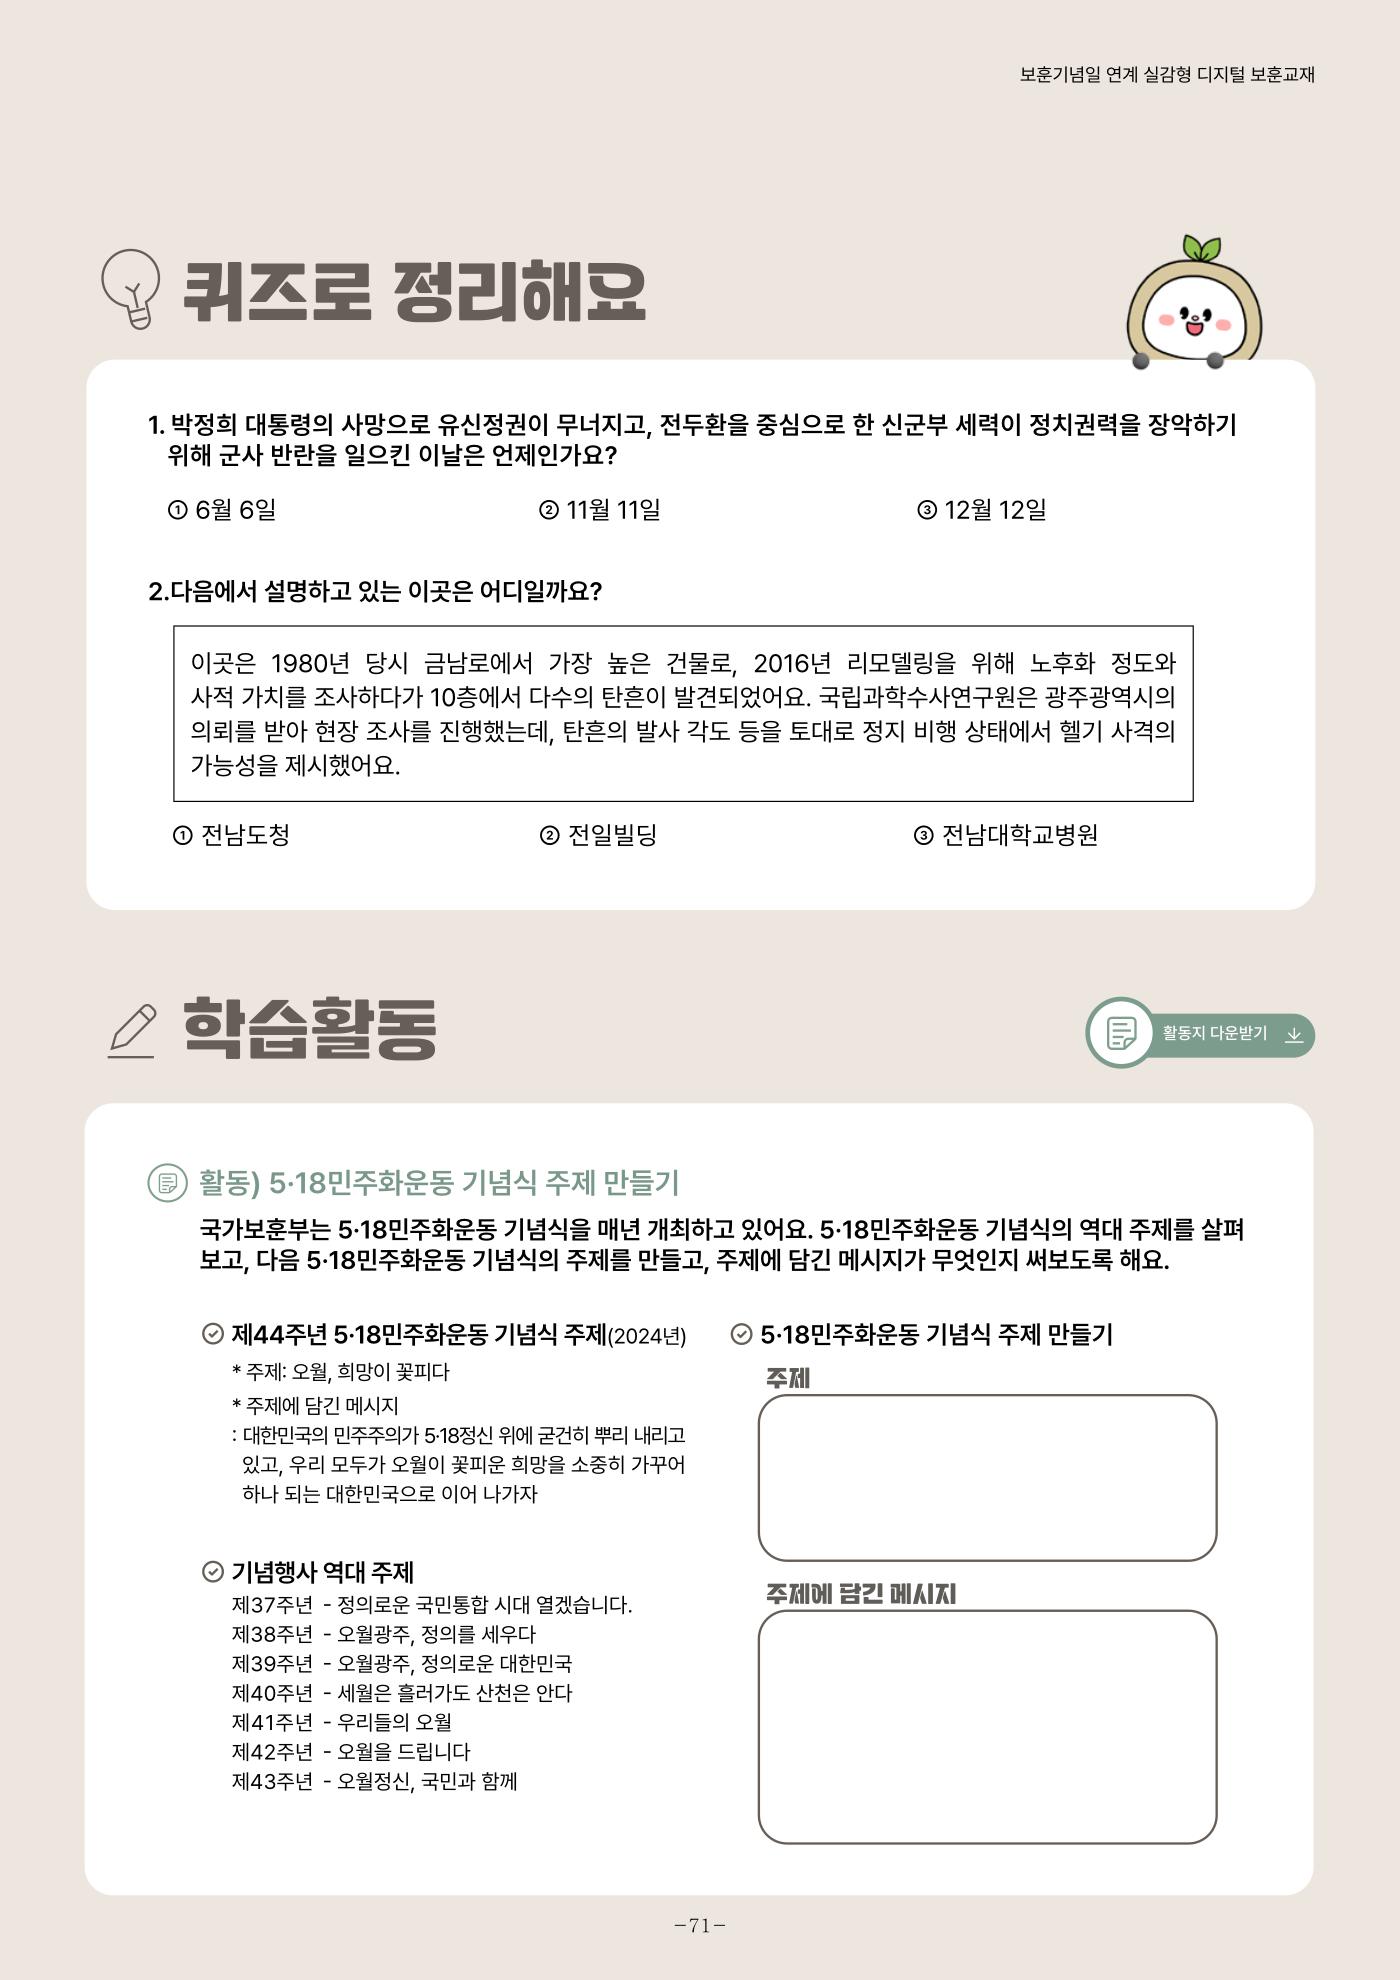 보훈기념일 연계 실감형 디지털 보훈교재
퀴즈로 정리해요
1. 박정희 대통령의 사망으로 유신정권이 무너지고, 전두환을 중심으로 한 신군부 세력이 정치권력을 장악하기
위해 군사 반란을 일으킨 이날은 언제인가요?
① 6월 6일 ② 11월 11일 ③ 12월 12일
2.다음에서 설명하고 있는 이곳은 어디일까요?
이곳은 1980년 당시 금남로에서 가장 높은 건물로, 2016년 리모델링을 위해 노후화 정도와
사적 가치를 조사하다가 10층에서 다수의 탄흔이 발견되었어요. 국립과학수사연구원은 광주광역시의
의뢰를 받아 현장 조사를 진행했는데, 탄흔의 발사 각도 등을 토대로 정지 비행 상태에서 헬기 사격의
가능성을 제시했어요.
① 전남도청 ② 전일빌딩 ③ 전남대학교병원
학습활동
활동지 다운받기
활동) 5·18민주화운동 기념식 주제 만들기
국가보훈부는 5·18민주화운동 기념식을 매년 개최하고 있어요. 5·18민주화운동 기념식의 역대 주제를 살펴
보고, 다음 5·18민주화운동 기념식의 주제를 만들고, 주제에 담긴 메시지가 무엇인지 써보도록 해요.
제44주년 5·18민주화운동 기념식 주제(2024년)
* 주제: 오월, 희망이 꽃피다
* 주제에 담긴 메시지
: 대한민국의 민주주의가 5·18정신 위에 굳건히 뿌리 내리고
있고, 우리 모두가 오월이 꽃피운 희망을 소중히 가꾸어
하나 되는 대한민국으로 이어 나가자
기념행사 역대 주제
제37주년 - 정의로운 국민통합 시대 열겠습니다.
제38주년 - 오월광주, 정의를 세우다
제39주년 - 오월광주, 정의로운 대한민국
제40주년 - 세월은 흘러가도 산천은 안다
제41주년 - 우리들의 오월
제42주년 - 오월을 드립니다
제43주년 - 오월정신, 국민과 함께
5·18민주화운동 기념식 주제 만들기
주제
주제에 담긴 메시지
-71-